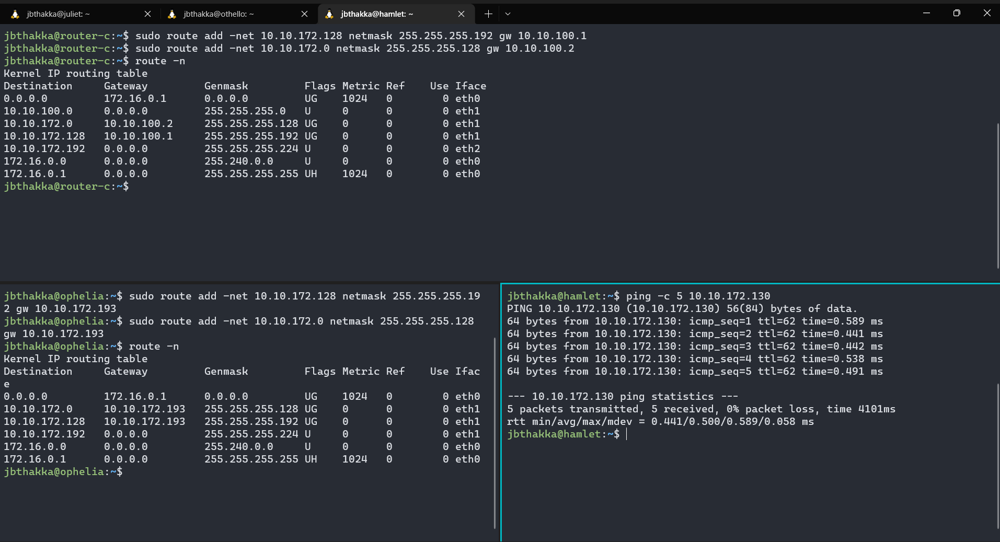 jbthakka@juliet: ~
jbthakka@othello: ~
jbthakka@hamlet: ~
jbthakka@router-c:~$ sudo route add -net 10.10.172.128 netmask 255.255.255.192 gw 10.10.100.1
jbthakka@router-c:~$ sudo route add -net 10.10.172.0 netmask 255.255.255.128 gw 10.10.100.2
jbthakka@router-c:~$ route -n
Kernel IP routing table
Destination     Gateway         Genmask         Flags Metric Ref    Use Iface
0.0.0.0         172.16.0.1      0.0.0.0         UG    1024   0        0 eth0
10.10.100.0     0.0.0.0         255.255.255.0   U     0      0        0 eth1
10.10.172.0     10.10.100.2     255.255.255.128 UG    0      0        0 eth1
10.10.172.128   10.10.100.1     255.255.255.192 UG    0      0        0 eth1
10.10.172.192   0.0.0.0         255.255.255.224 U     0      0        0 eth2
172.16.0.0      0.0.0.0         255.240.0.0     U     0      0        0 eth0
172.16.0.1      0.0.0.0         255.255.255.255 UH    1024   0        0 eth0
jbthakka@router-c:~$
jbthakka@ophelia:~$ sudo route add -net 10.10.172.128 netmask 255.255.255.19
2 gw 10.10.172.193
jbthakka@ophelia:~$ sudo route add -net 10.10.172.0 netmask 255.255.255.128
gw 10.10.172.193
jbthakka@ophelia:~$ route -n
Kernel IP routing table
Destination     Gateway         Genmask         Flags Metric Ref    Use Ifac
e
0.0.0.0         172.16.0.1      0.0.0.0         UG    1024   0        0 eth0
10.10.172.0     10.10.172.193   255.255.255.128 UG    0      0        0 eth1
10.10.172.128   10.10.172.193   255.255.255.192 UG    0      0        0 eth1
10.10.172.192   0.0.0.0         255.255.255.224 U     0      0        0 eth1
172.16.0.0      0.0.0.0         255.240.0.0     U     0      0        0 eth0
172.16.0.1      0.0.0.0         255.255.255.255 UH    1024   0        0 eth0
jbthakka@ophelia:~$
jbthakka@hamlet:~$ ping -c 5 10.10.172.130
PING 10.10.172.130 (10.10.172.130) 56(84) bytes of data.
64 bytes from 10.10.172.130: icmp_seq=1 ttl=62 time=0.589 ms
64 bytes from 10.10.172.130: icmp_seq=2 ttl=62 time=0.441 ms
64 bytes from 10.10.172.130: icmp_seq=3 ttl=62 time=0.442 ms
64 bytes from 10.10.172.130: icmp_seq=4 ttl=62 time=0.538 ms
64 bytes from 10.10.172.130: icmp_seq=5 ttl=62 time=0.491 ms
--- 10.10.172.130 ping statistics ---
5 packets transmitted, 5 received, 0% packet loss, time 4101ms
rtt min/avg/max/mdev = 0.441/0.500/0.589/0.058 ms
jbthakka@hamlet:~$